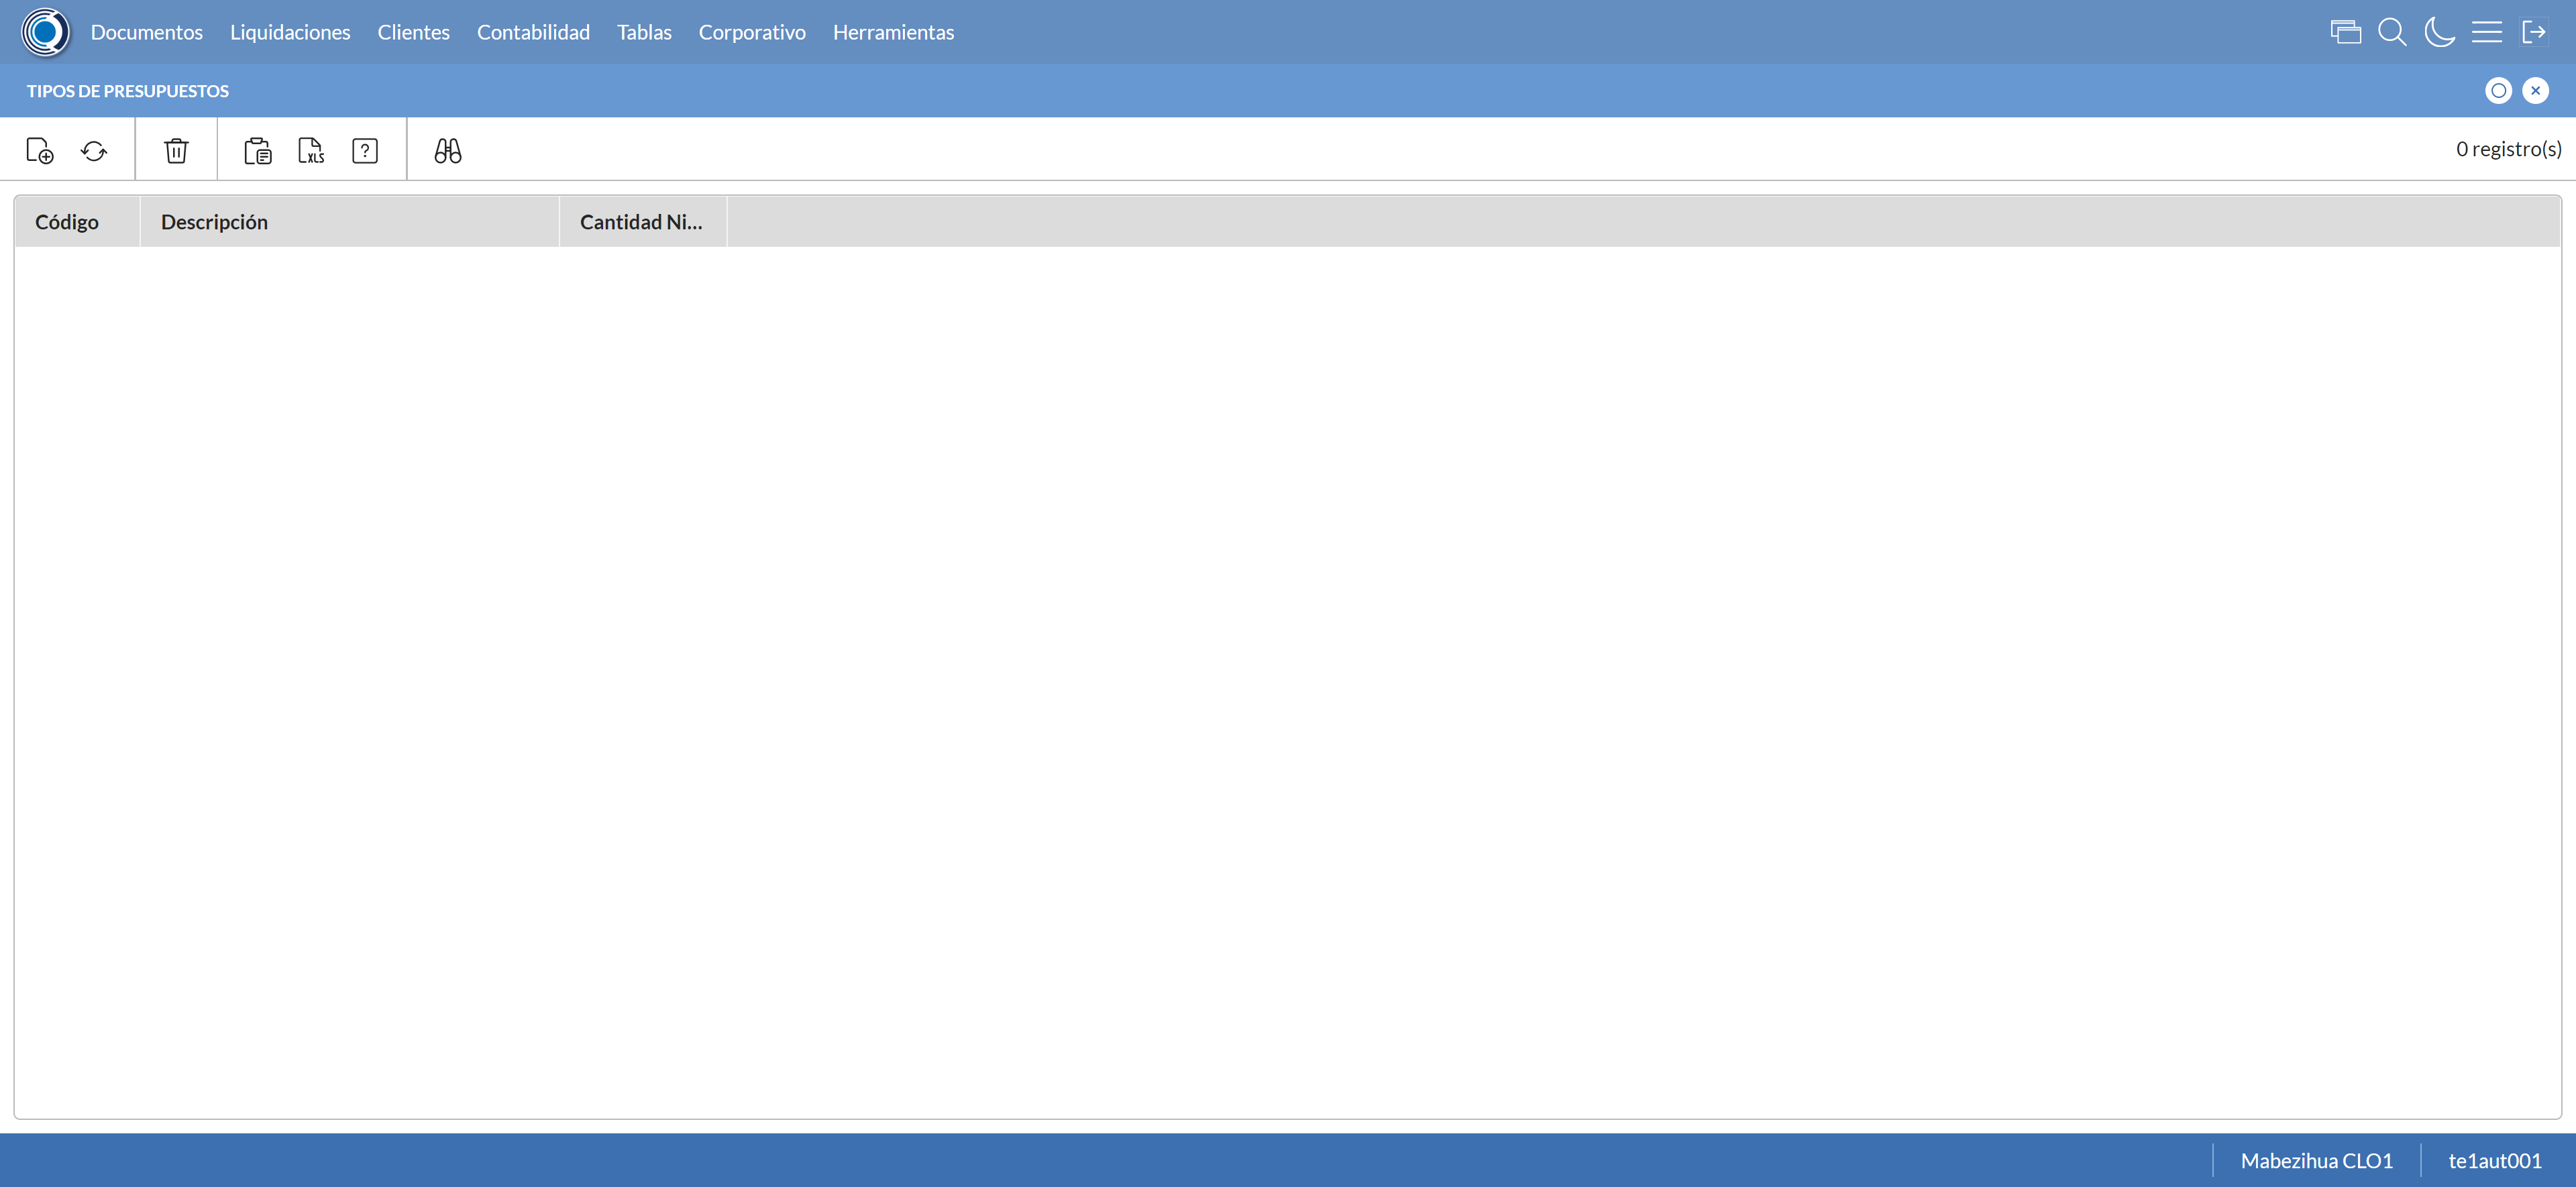 Documentos Liquidaciones Clientes Contabilidad Tablas Corporativo Herramientas
TIPOS DE PRESUPUESTOS
XLS ? 0 registro(s)
Código Descripción Cantidad Ni...
Mabezihua CLO1 te1aut001